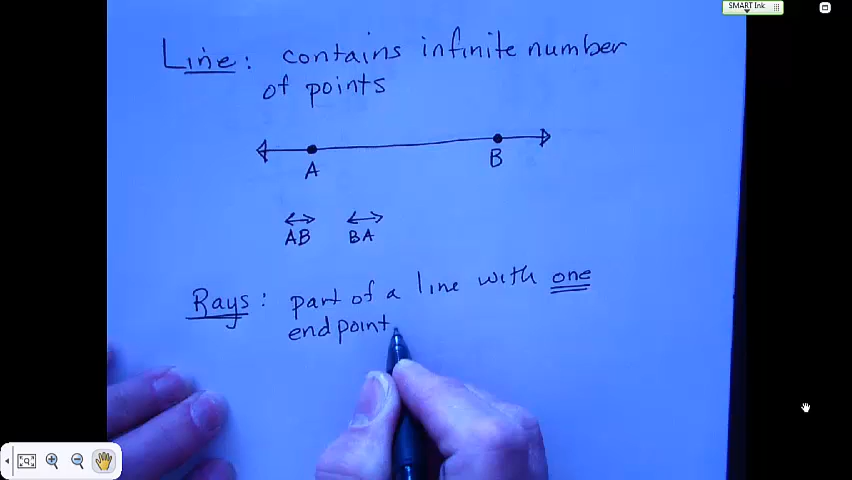 SMART Ink
Line: contains infinite number
of points
A
B
AB BA
Rays: part of a line with one
endpoint